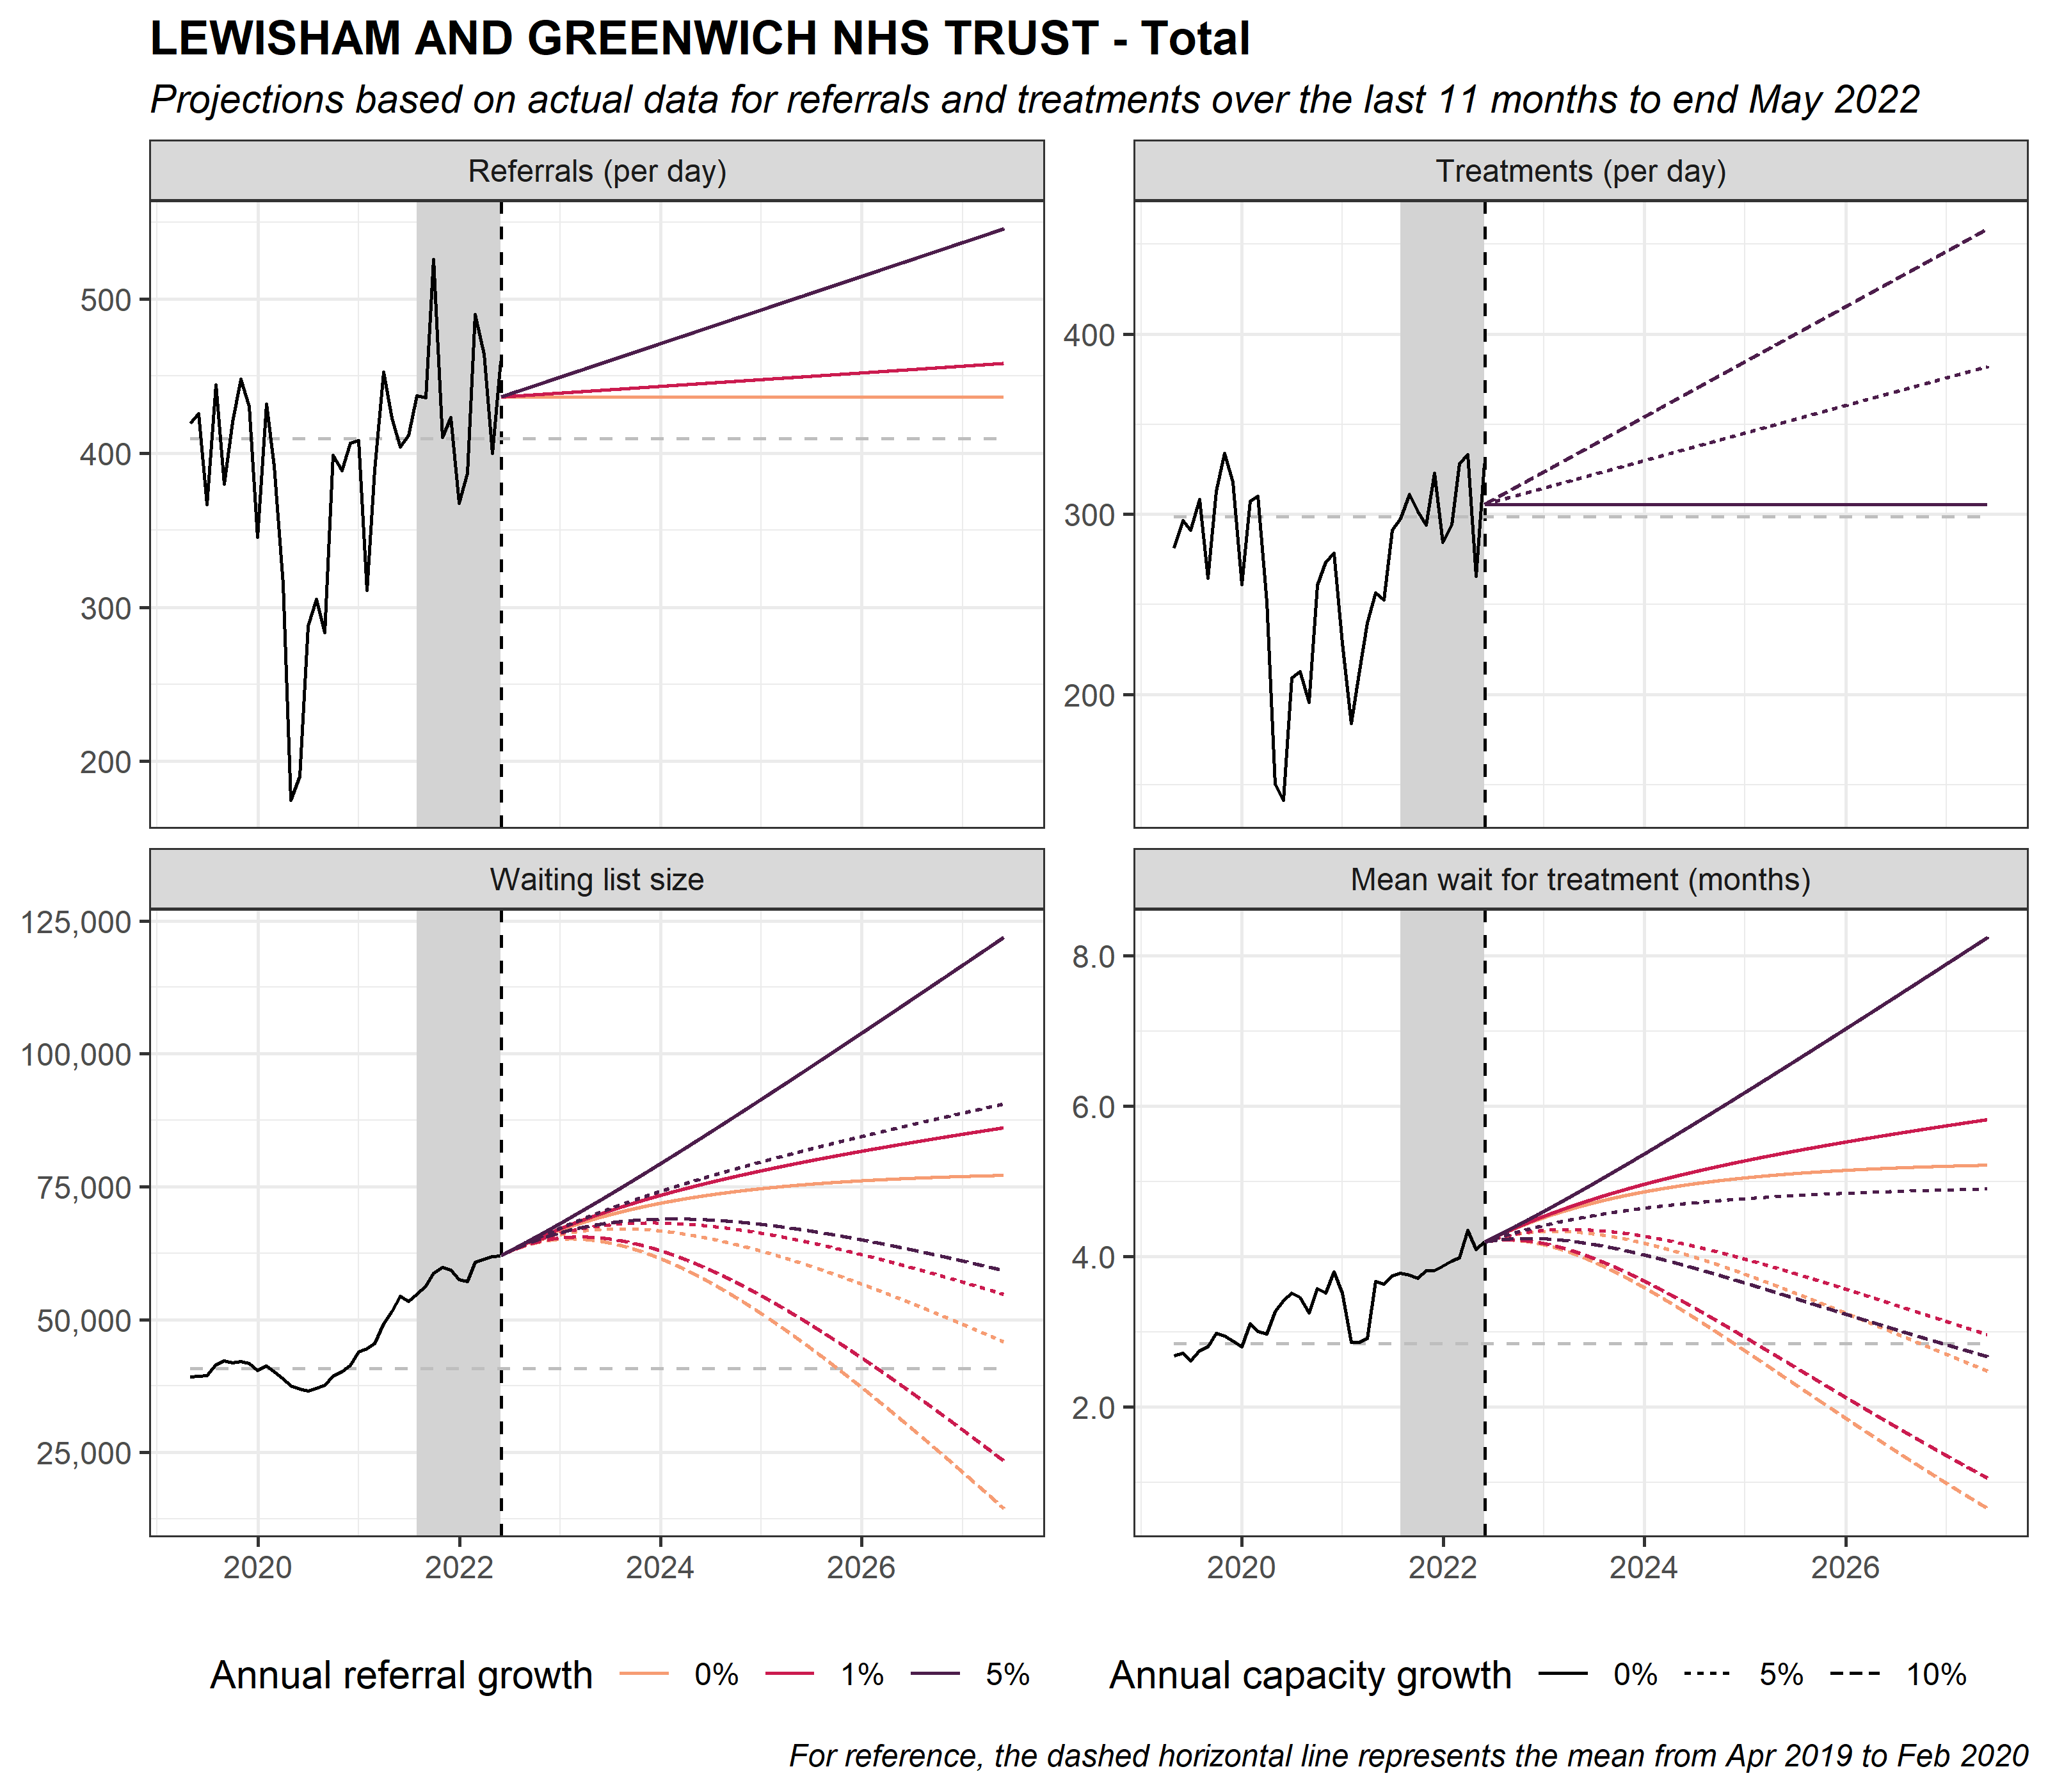 LEWISHAM AND GREENWICH NHS TRUST - Total
Projections based on actual data for referrals and treatments over the last 11 months to end May 2022
Referrals (per day)
Treatments (per day)
500
400
300
200
400
300
200
Waiting list size
Mean wait for treatment (months)
125,000
100,000
75,000
50,000
25,000
8.0
6.0
4.0
2.0
2020 2022 2024 2026
2020 2022 2024 2026
Annual referral growth 0% 1% 5%
Annual capacity growth 0% 5% 10%
For reference, the dashed horizontal line represents the mean from Apr 2019 to Feb 2020